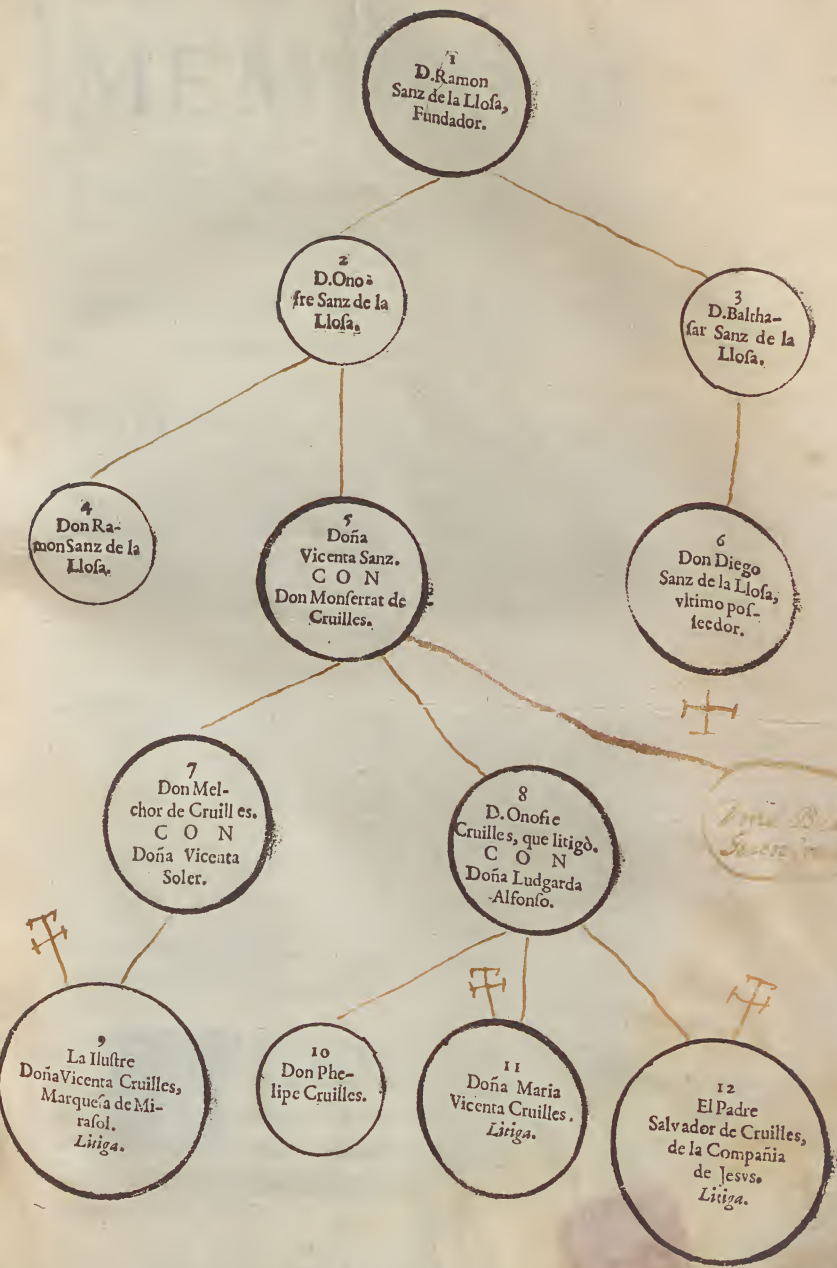 1
D.Ramon
Sanz de la Lloſa,
Fundador.
2
D.Ono-
fre Sanz de la
Lloſa.
3
D.Baltha-
ſar Sanz de la
Lloſa.
4
Don Ra-
mon Sanz de la
Lloſa.
5
Doña
Vicenta Sanz.
C O N
Don Monſerrat de
Cruilles.
6
Don Diego
Sanz de la Lloſa,
vltimo poſ-
ſeedor.
7
Don Mel-
chor de Cruilles.
C O N
Doña Vicenta
Soler.
8
D. Onofre
Cruilles, que litigò.
C O N
Doña Ludgarda
Alfonſo.
9
La Iluſtre
Doña Vicenta Cruilles,
Marqueſa de Mi-
raſol.
Litiga.
10
Don Phe-
lipe Cruilles.
11
Doña Maria
Vicenta Cruilles.
Litiga.
12
El Padre
Salvador de Cruilles,
de la Compañia
de Jesvs.
Litiga.